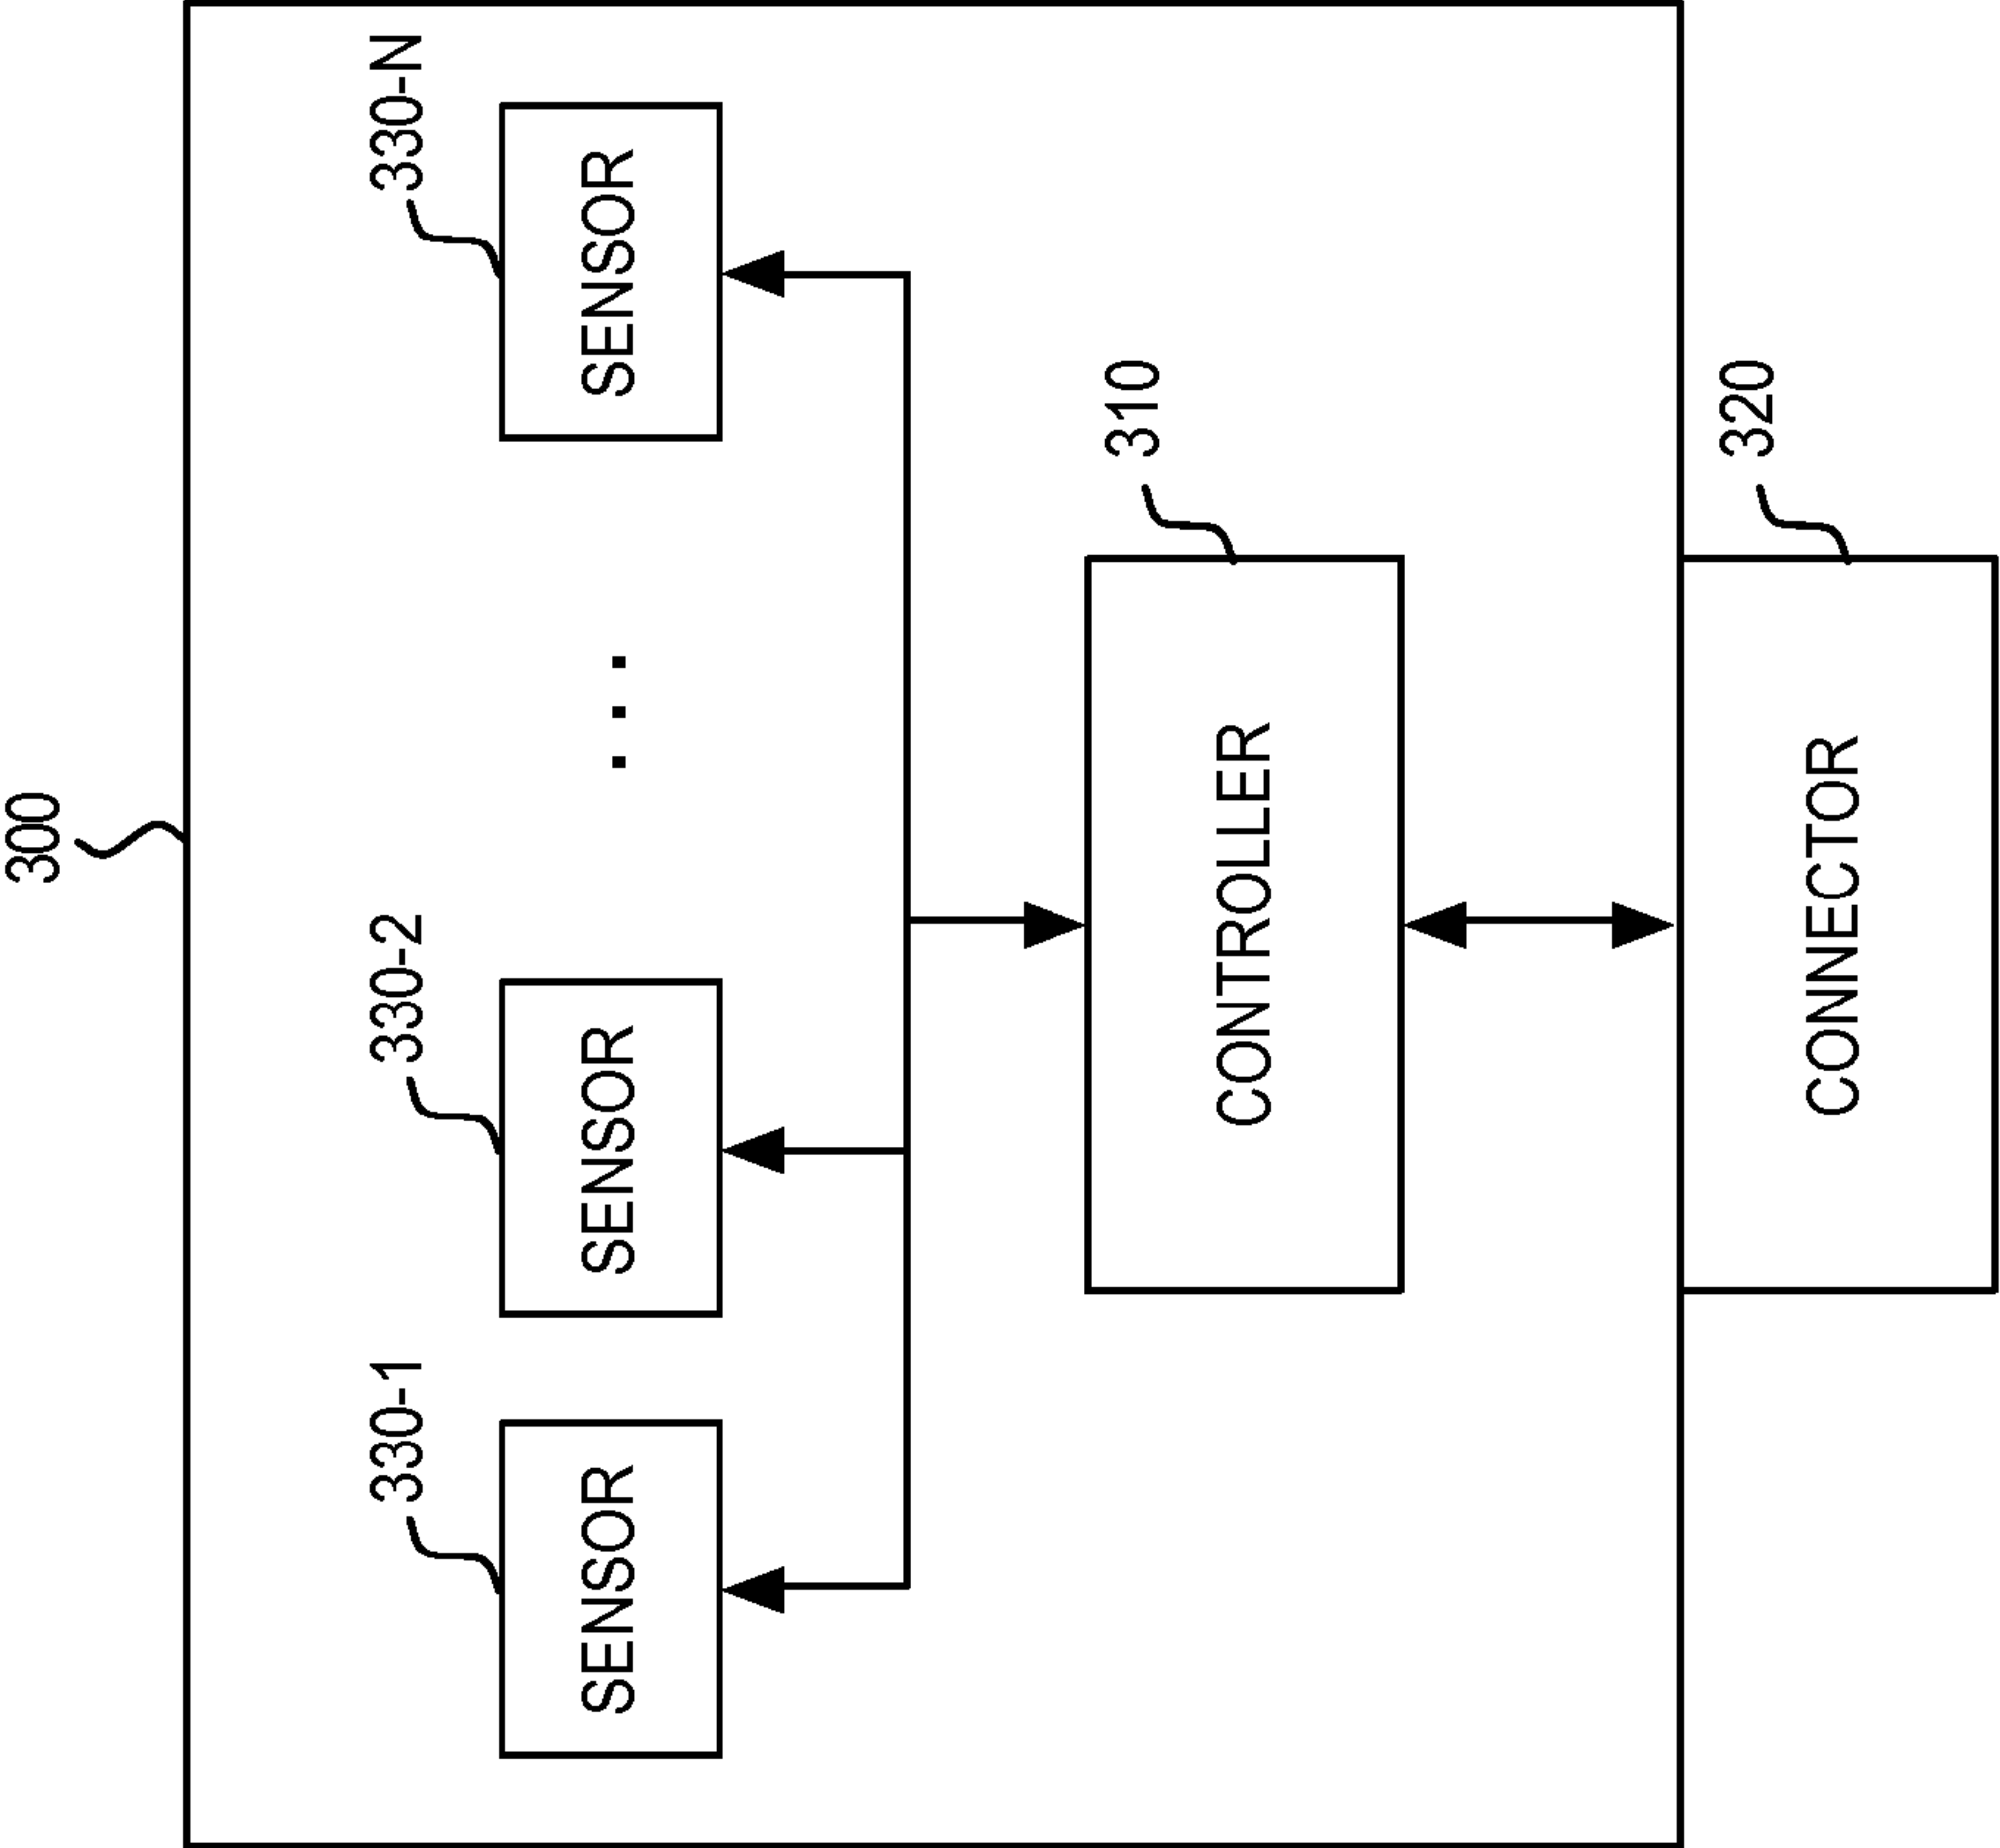 300
330-1
330-2
330-N
SENSOR
SENSOR
...
SENSOR
310
CONTROLLER
320
CONNECTOR